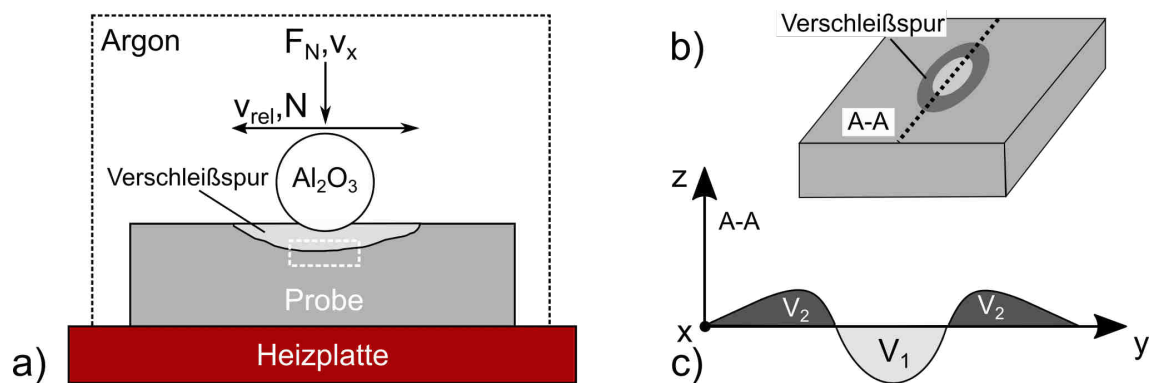 Argon
F_N,v_x
v_rel,N
Verschleißspur
Al₂O₃
Probe
Heizplatte
a)
b)
Verschleißspur
A-A
z
A-A
V₂
V₂
V₁
x
y
c)